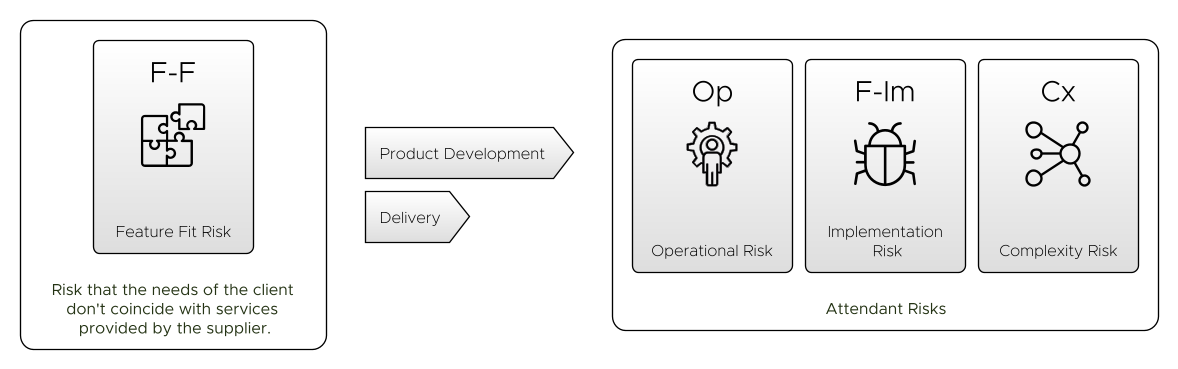 F-F
Feature Fit Risk
Risk that the needs of the client
don't coincide with services
provided by the supplier.
Product Development
Delivery
Op
Operational Risk
F-Im
Implementation
Risk
Cx
Complexity Risk
Attendant Risks